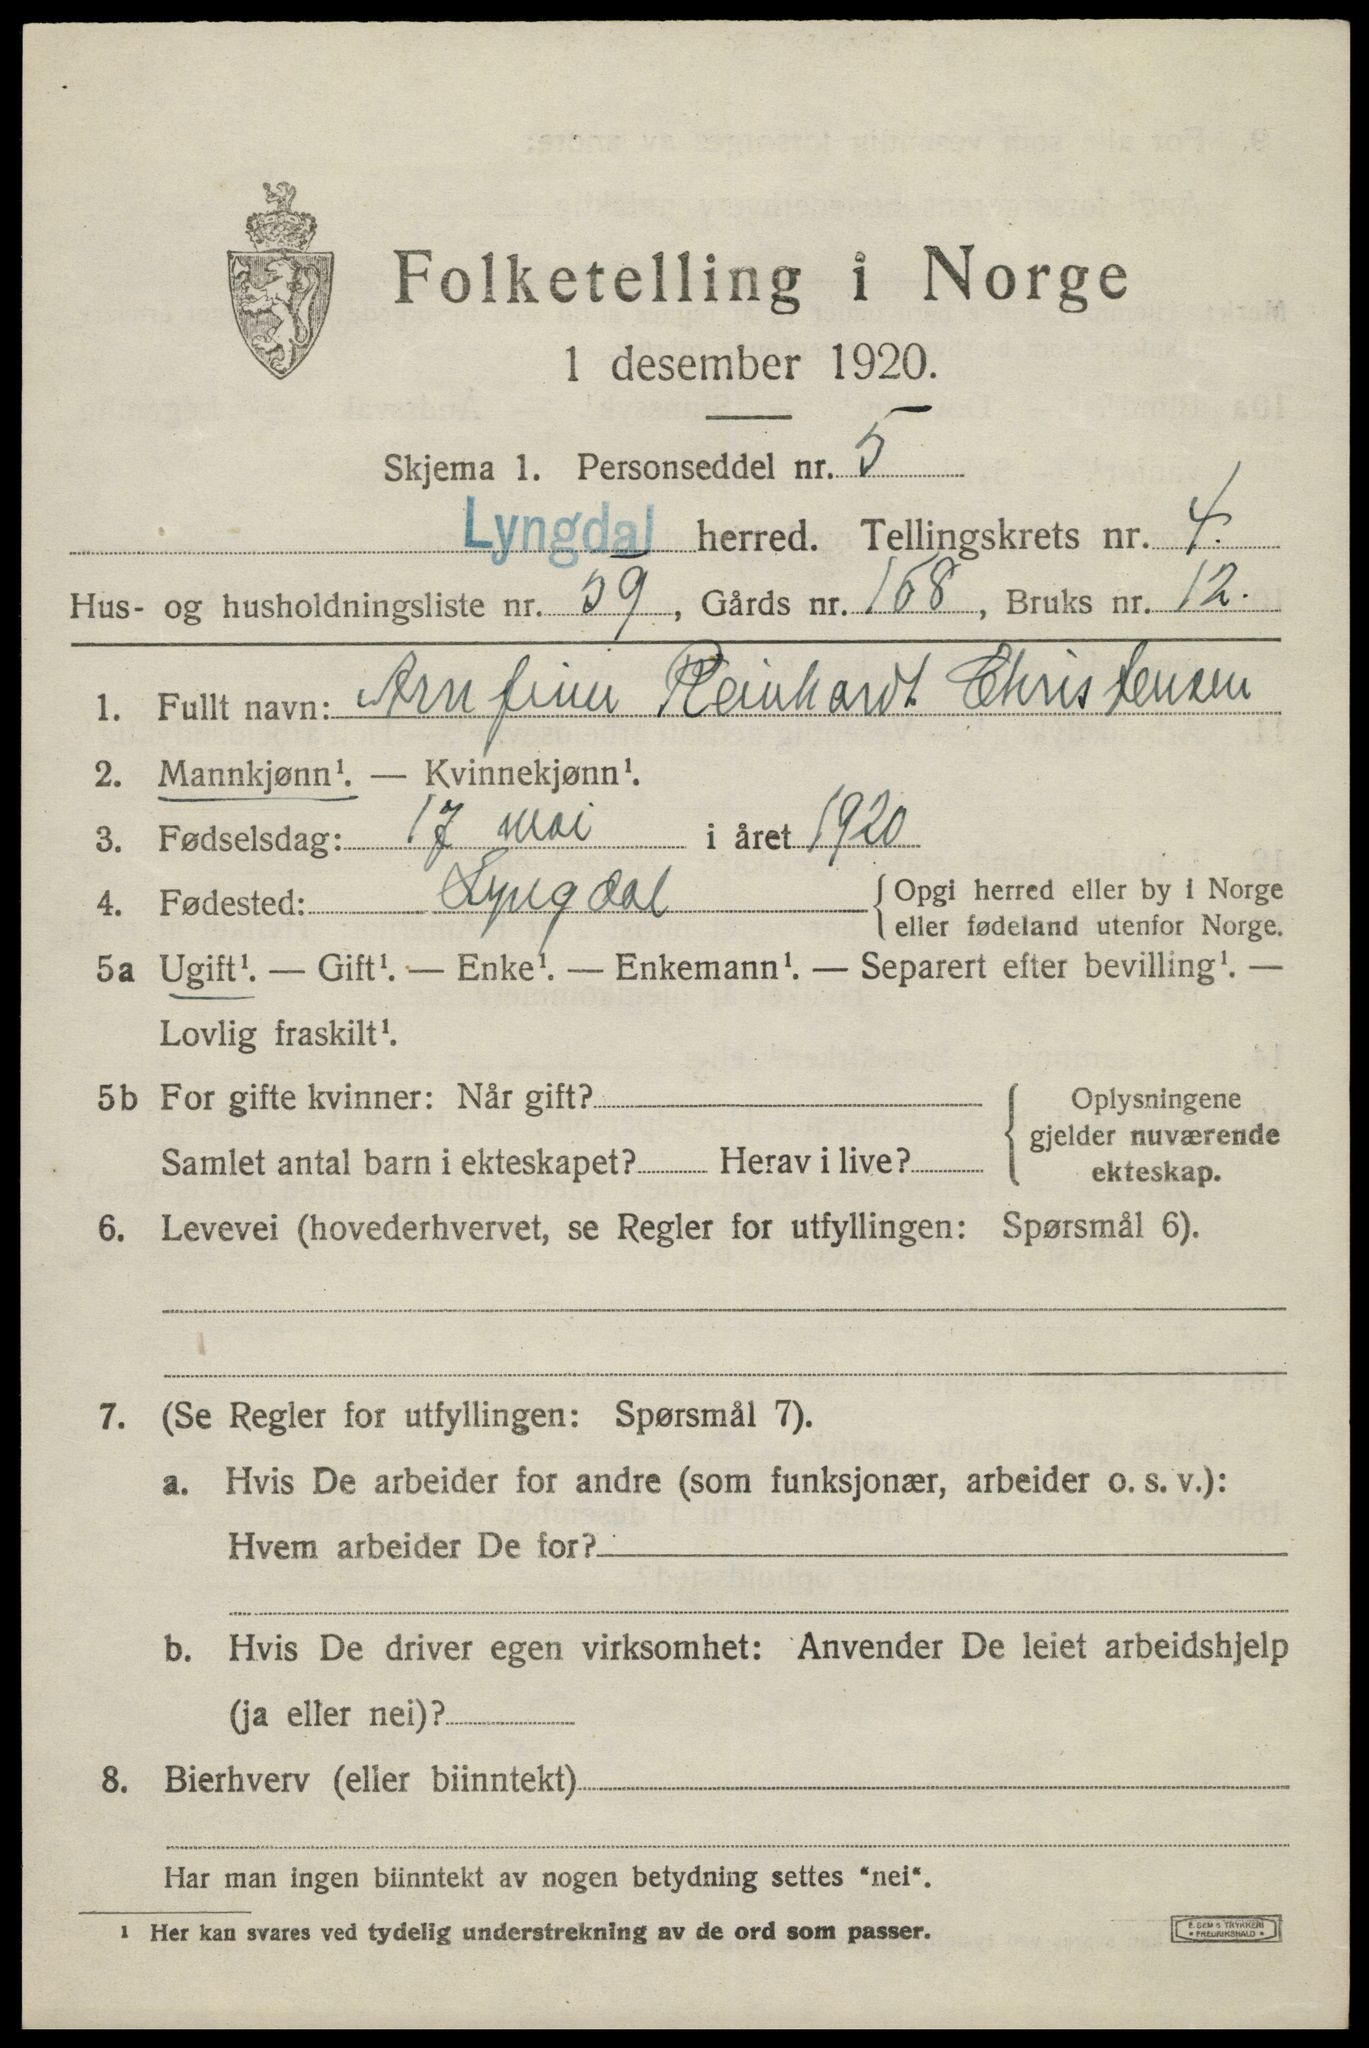 Folketelling i Norge
1 desember 1920.
Skjema 1. Personseddel nr. 5
Lyngdal herred. Tellingskrets nr. 4.
Hus- og husholdningsliste nr. 59, Gårds nr. 168, Bruks nr. 12.
1. Fullt navn: Arnfinn Reinhardt Christensen
2. Mannkjønn¹. — Kvinnekjønn¹.
3. Fødselsdag: 17 mai i året 1920
4. Fødested: Lyngdal {Opgi herred eller by i Norge
eller fødeland utenfor Norge.
5a Ugift¹. — Gift¹. — Enke¹. — Enkemann¹. — Separert efter bevilling¹. —
Lovlig fraskilt¹.
5b For gifte kvinner: Når gift? { Oplysningene
gjelder nuværende
Samlet antal barn i ekteskapet? Herav i live? ekteskap.
6. Levevei (hovederhvervet, se Regler for utfyllingen: Spørsmål 6).
7. (Se Regler for utfyllingen: Spørsmål 7).
a. Hvis De arbeider for andre (som funksjonær, arbeider o. s. v.):
Hvem arbeider De for?
b. Hvis De driver egen virksomhet: Anvender De leiet arbeidshjelp
(ja eller nei)?
8. Bierhverv (eller biinntekt)
Har man ingen biinntekt av nogen betydning settes "nei".
¹ Her kan svares ved tydelig understrekning av de ord som passer.
E. SEM'S TRYKKERI
FREDRIKSHALD